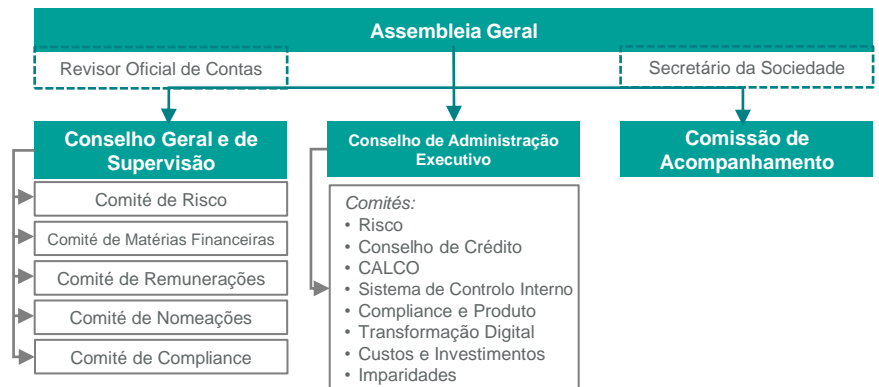 Assembleia Geral
Revisor Oficial de Contas
Secretário da Sociedade
Conselho Geral e de
Supervisão
Comité de Risco
Comité de Matérias Financeiras
Comité de Remunerações
Comité de Nomeações
Comité de Compliance
Conselho de Administração
Executivo
Comités:
• Risco
• Conselho de Crédito
• CALCO
• Sistema de Controlo Interno
• Compliance e Produto
• Transformação Digital
• Custos e Investimentos
• Imparidades
Comissão de
Acompanhamento